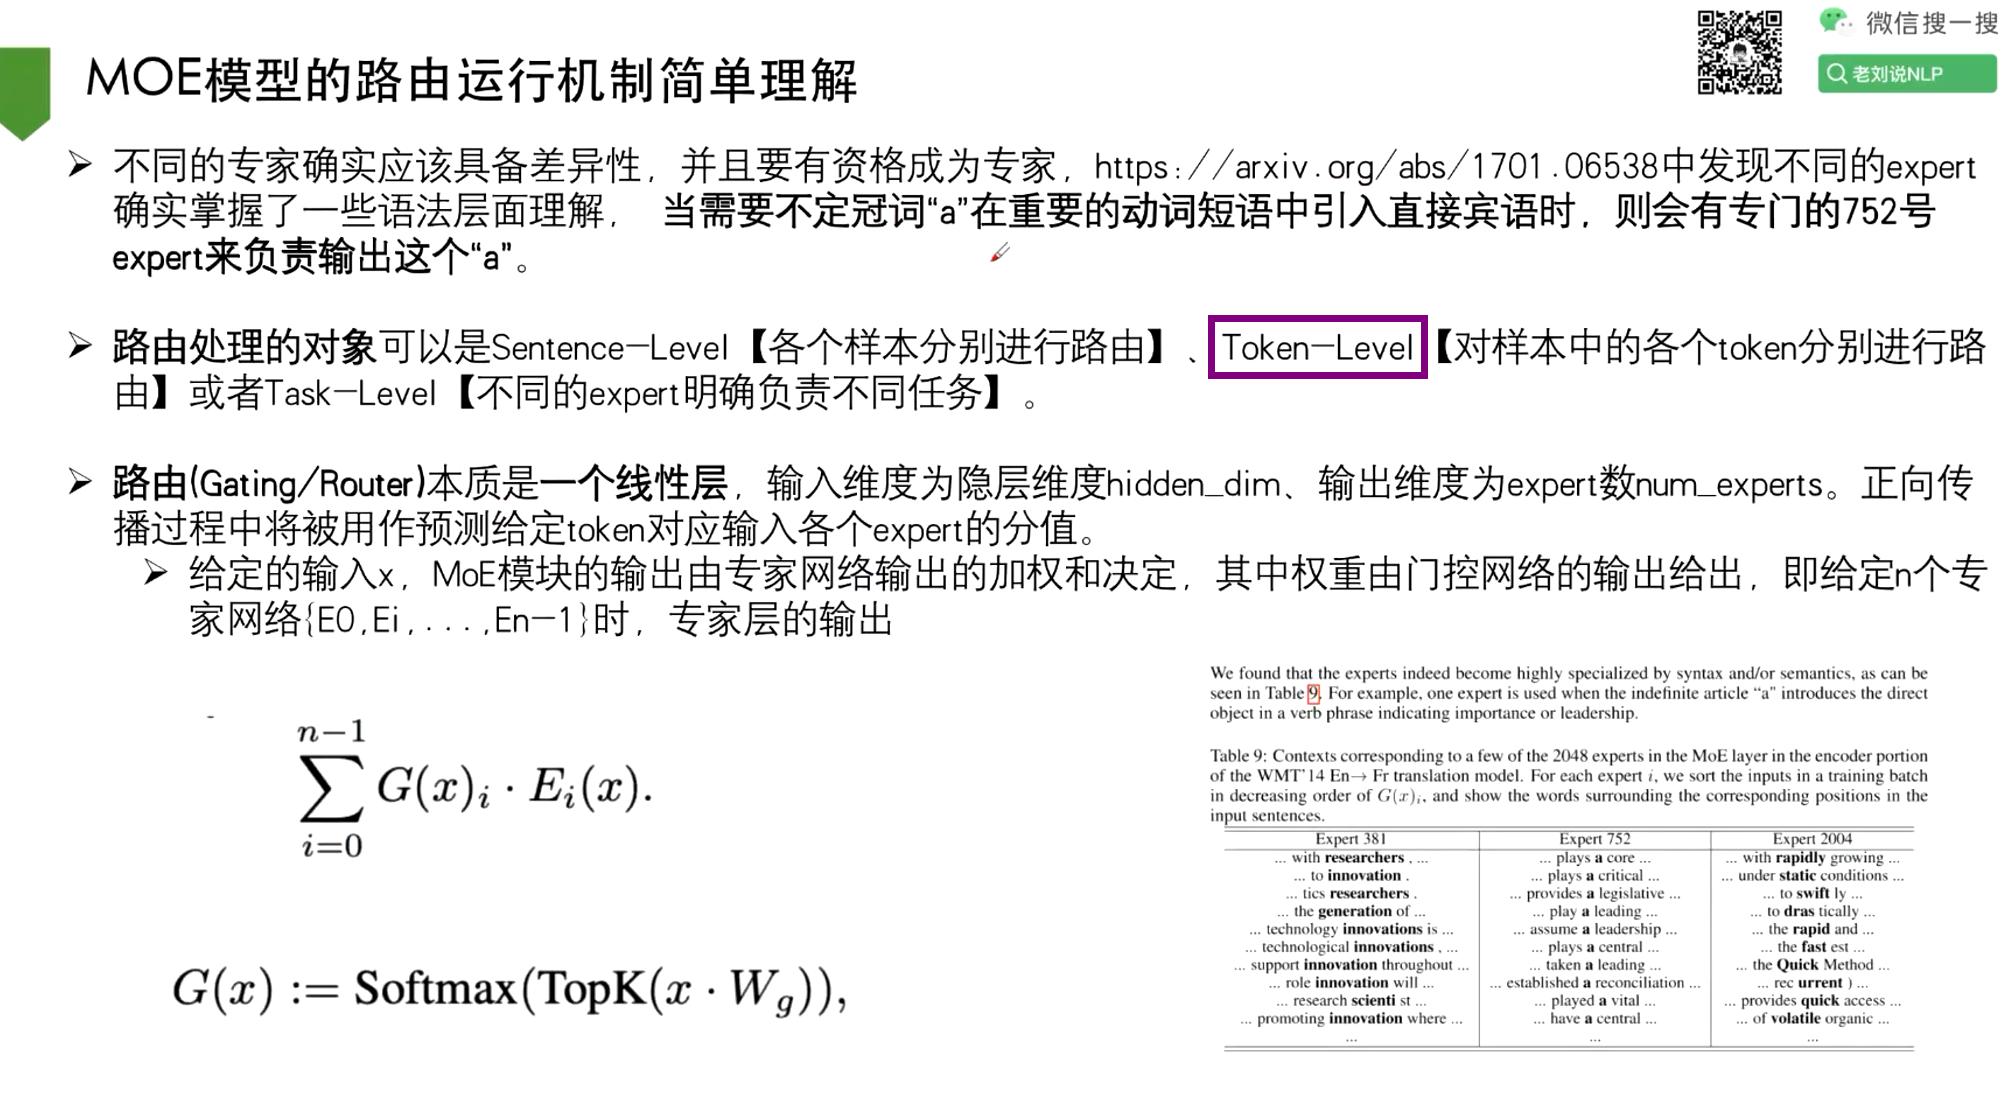 微信搜一搜
老刘说NLP
MOE模型的路由运行机制简单理解
不同的专家确实应该具备差异性，并且要有资格成为专家，https://arxiv.org/abs/1701.06538中发现不同的expert
确实掌握了一些语法层面理解， 当需要不定冠词“a”在重要的动词短语中引入直接宾语时，则会有专门的752号
expert来负责输出这个“a”。
路由处理的对象可以是Sentence-Level【各个样本分别进行路由】、Token-Level【对样本中的各个token分别进行路
由】或者Task-Level【不同的expert明确负责不同任务】。
路由(Gating/Router)本质是一个线性层，输入维度为隐层维度hidden_dim、输出维度为expert数num_experts。正向传
播过程中将被用作预测给定token对应输入各个expert的分值。
给定的输入x，MoE模块的输出由专家网络输出的加权和决定，其中权重由门控网络的输出给出，即给定n个专
家网络{E0,Ei,...,En-1}时，专家层的输出
n−1
∑ G(x)i · Ei(x).
i=0
G(x) := Softmax(TopK(x · Wg)),
We found that the experts indeed become highly specialized by syntax and/or semantics, as can be
seen in Table 9. For example, one expert is used when the indefinite article “a" introduces the direct
object in a verb phrase indicating importance or leadership.
Table 9: Contexts corresponding to a few of the 2048 experts in the MoE layer in the encoder portion
of the WMT'14 En→ Fr translation model. For each expert i, we sort the inputs in a training batch
in decreasing order of G(x)i, and show the words surrounding the corresponding positions in the
input sentences.
Expert 381 Expert 752 Expert 2004
... with researchers , ... ... plays a core ... ... with rapidly growing ...
... to innovation . ... plays a critical ... ... under static conditions ...
... tics researchers . ... provides a legislative ... ... to swift ly ...
... the generation of ... ... play a leading ... ... to dras tically ...
... technology innovations is ... ... assume a leadership ... ... the rapid and ...
... technological innovations , ... ... plays a central ... ... the fast est ...
... support innovation throughout ... ... taken a leading ... ... the Quick Method ...
... role innovation will ... ... established a reconciliation ... ... rec urrent ) ...
... research scienti st ... ... played a vital ... ... provides quick access ...
... promoting innovation where ... ... have a central ... ... of volatile organic ...
... ... ...